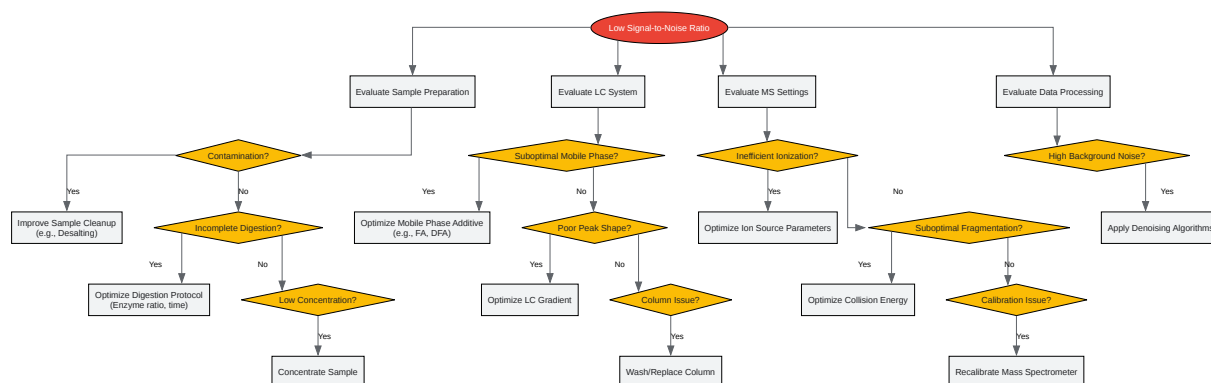 Low Signal-to-Noise Ratio
Evaluate Sample Preparation
Evaluate LC System
Evaluate MS Settings
Evaluate Data Processing
Contamination?
Suboptimal Mobile Phase?
Inefficient Ionization?
High Background Noise?
Yes
No
Yes
No
Yes
No
Yes
Improve Sample Cleanup
(e.g., Desalting)
Incomplete Digestion?
Optimize Mobile Phase Additive
(e.g., FA, DFA)
Poor Peak Shape?
Optimize Ion Source Parameters
Suboptimal Fragmentation?
Apply Denoising Algorithms
Yes
No
Yes
No
Yes
No
Optimize Digestion Protocol
(Enzyme ratio, time)
Low Concentration?
Optimize LC Gradient
Column Issue?
Optimize Collision Energy
Calibration Issue?
Yes
Yes
Yes
Concentrate Sample
Wash/Replace Column
Recalibrate Mass Spectrometer